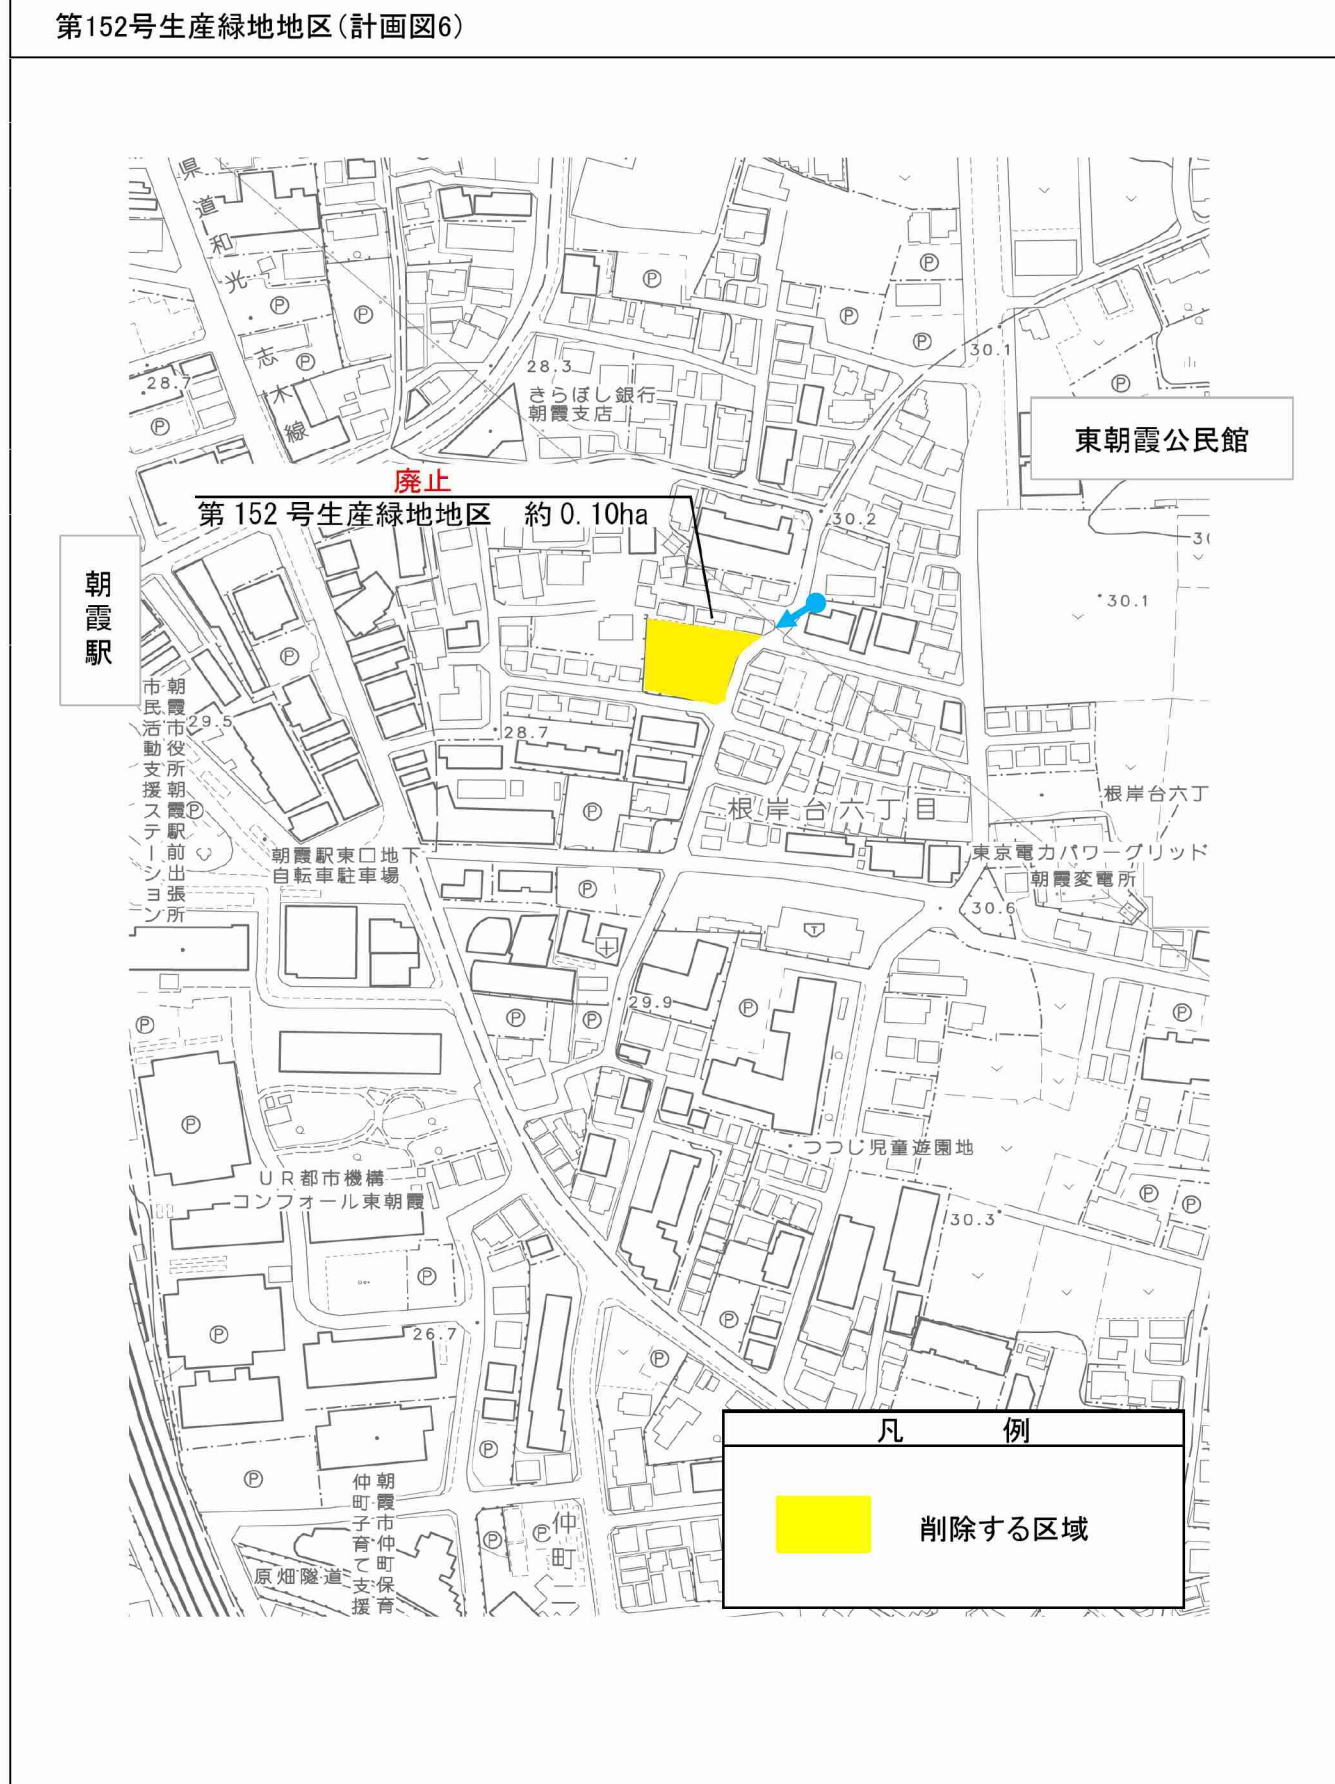 第152号生産緑地地区（計画図6）
県道和光志木線
28.7
28.3
きらぼし銀行
朝霞支店
30.1
東朝霞公民館
廃止
第152号生産緑地地区　約0.10ha
30.2
30.1
朝霞駅
朝霞市役所朝霞駅前出張所
市民活動支援ステーション
29.5
28.7
根岸台六丁目
根岸台六丁
朝霞駅東口地下
自転車駐車場
東京電力パワーグリッド
朝霞変電所
30.6
29.9
つつじ児童遊園地
UR都市機構
コンフォール東朝霞
30.3
26.7
朝霞市仲町保育
仲町子育て支援
原畑隧道
仲町一
凡　例
削除する区域